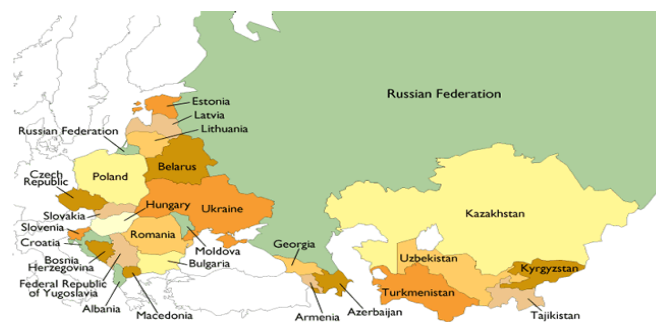 Russian Federation
Estonia
Latvia
Lithuania
Russian Federation
Belarus
Czech
Republic
Poland
Slovakia
Hungary
Ukraine
Kazakhstan
Slovenia
Croatia
Romania
Moldova
Georgia
Uzbekistan
Bosnia
Herzegovina
Bulgaria
Kyrgyzstan
Federal Republic
of Yugoslavia
Turkmenistan
Albania
Macedonia
Armenia
Azerbaijan
Tajikistan